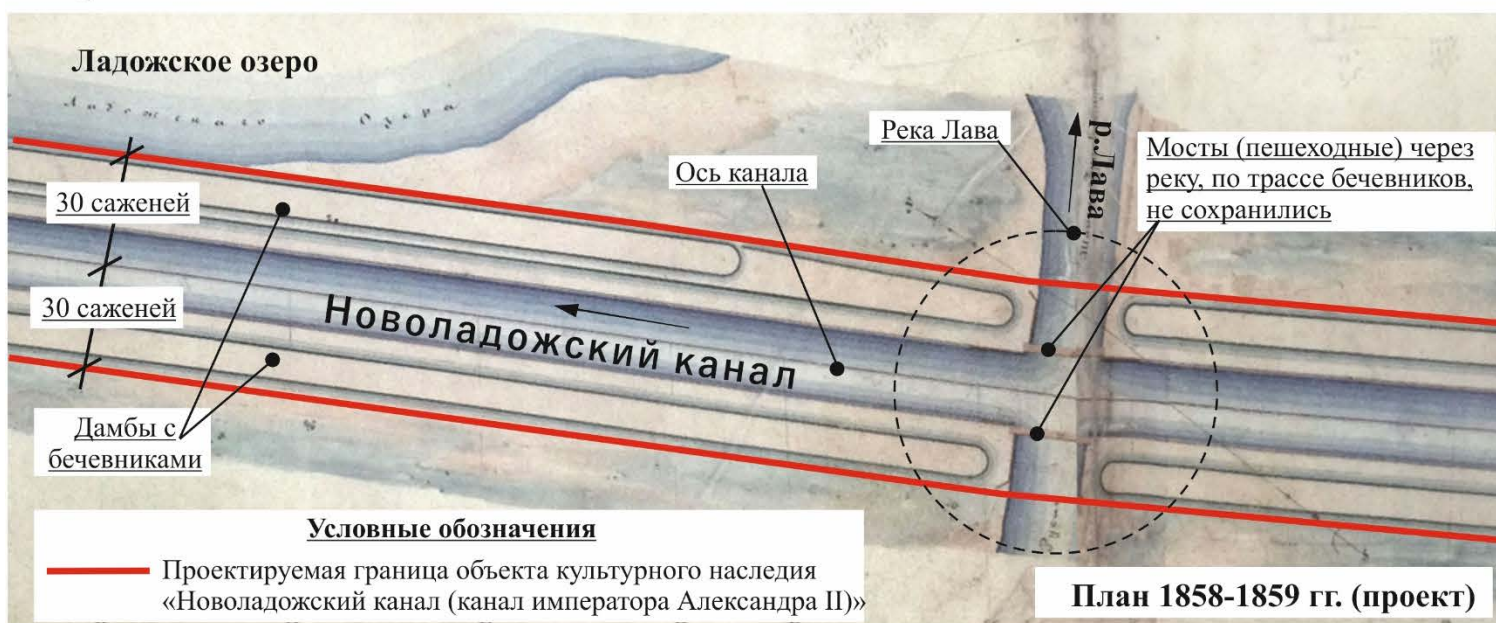 Ладожское озеро
Ладожскаго Озера
30 саженей
30 саженей
Река Лава
р.Лава
Ось канала
Мосты (пешеходные) через
реку, по трассе бечевников,
не сохранились
Новоладожский канал
Дамбы с
бечевниками
Условные обозначения
Проектируемая граница объекта культурного наследия
«Новоладожский канал (канал императора Александра II)»
План 1858-1859 гг. (проект)